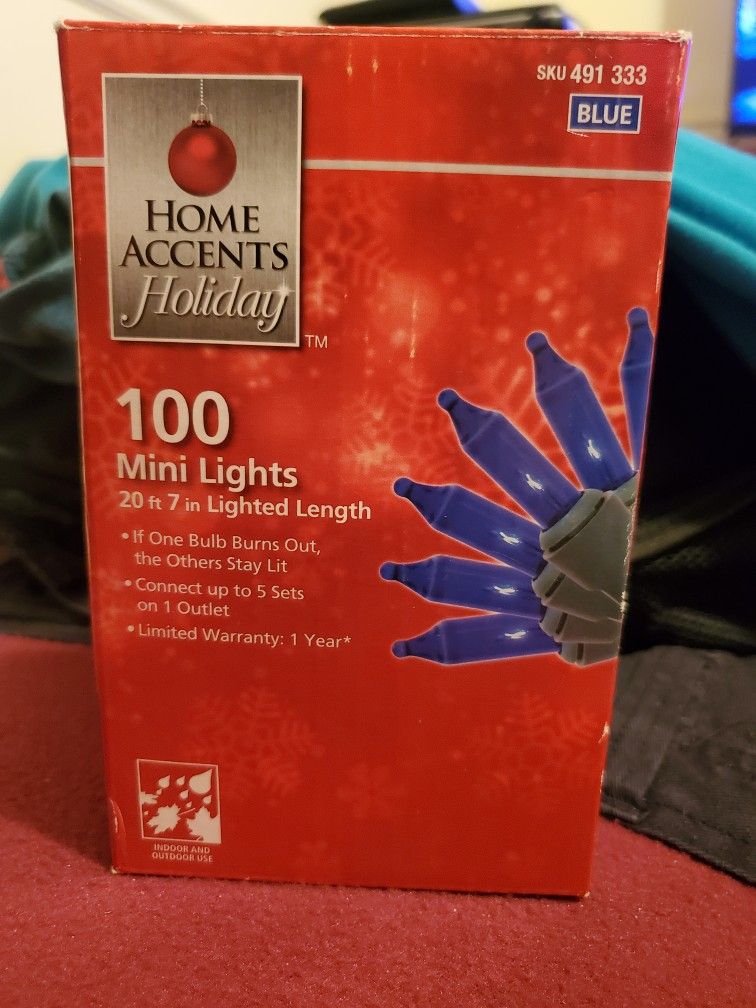 SKU 491 333
BLUE
HOME
ACCENTS
Holiday
TM
100
Mini Lights
20 ft 7 in Lighted Length
• If One Bulb Burns Out,
the Others Stay Lit
• Connect up to 5 Sets
on 1 Outlet
• Limited Warranty: 1 Year*
INDOOR AND
OUTDOOR USE